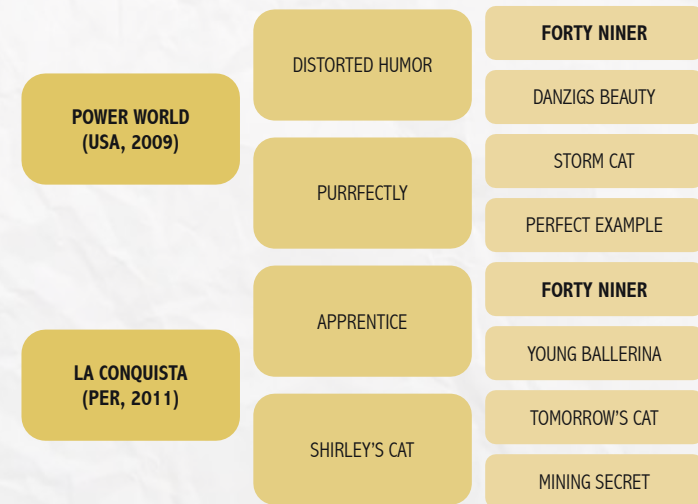 POWER WORLD
(USA, 2009)
DISTORTED HUMOR
FORTY NINER
DANZIGS BEAUTY
PURRFECTLY
STORM CAT
PERFECT EXAMPLE
LA CONQUISTA
(PER, 2011)
APPRENTICE
FORTY NINER
YOUNG BALLERINA
SHIRLEY'S CAT
TOMORROW'S CAT
MINING SECRET